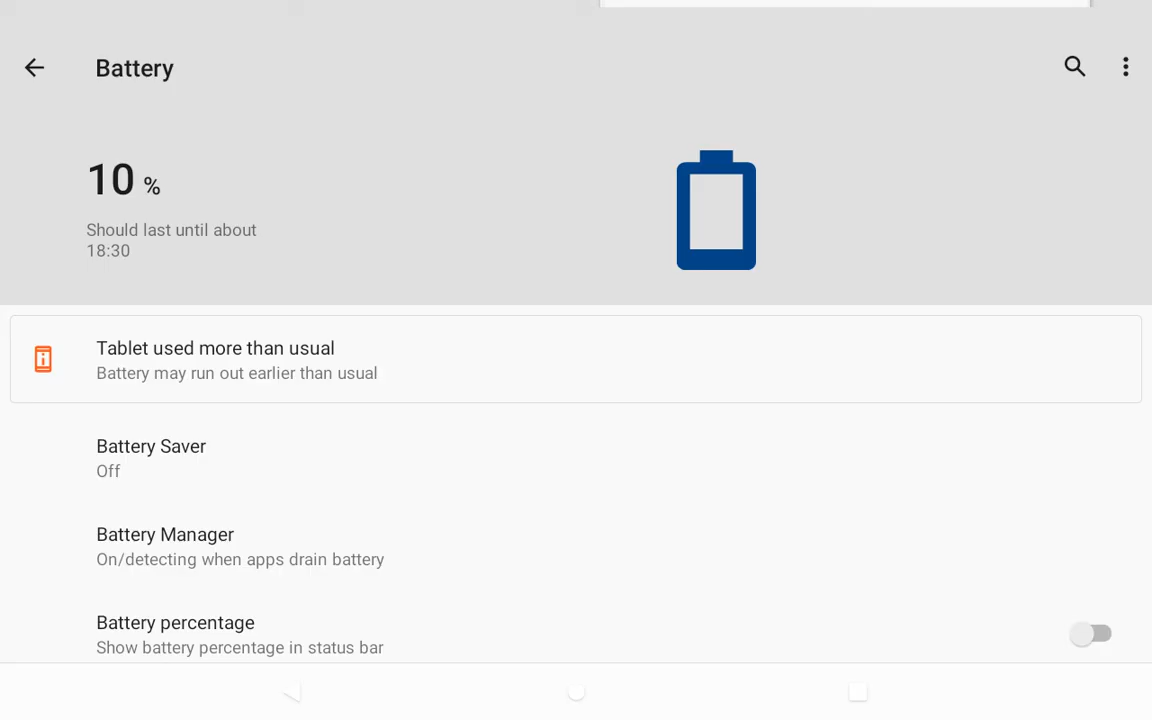 Battery
10 %
Should last until about
18:30
Tablet used more than usual
Battery may run out earlier than usual
Battery Saver
Off
Battery Manager
On/detecting when apps drain battery
Battery percentage
Show battery percentage in status bar